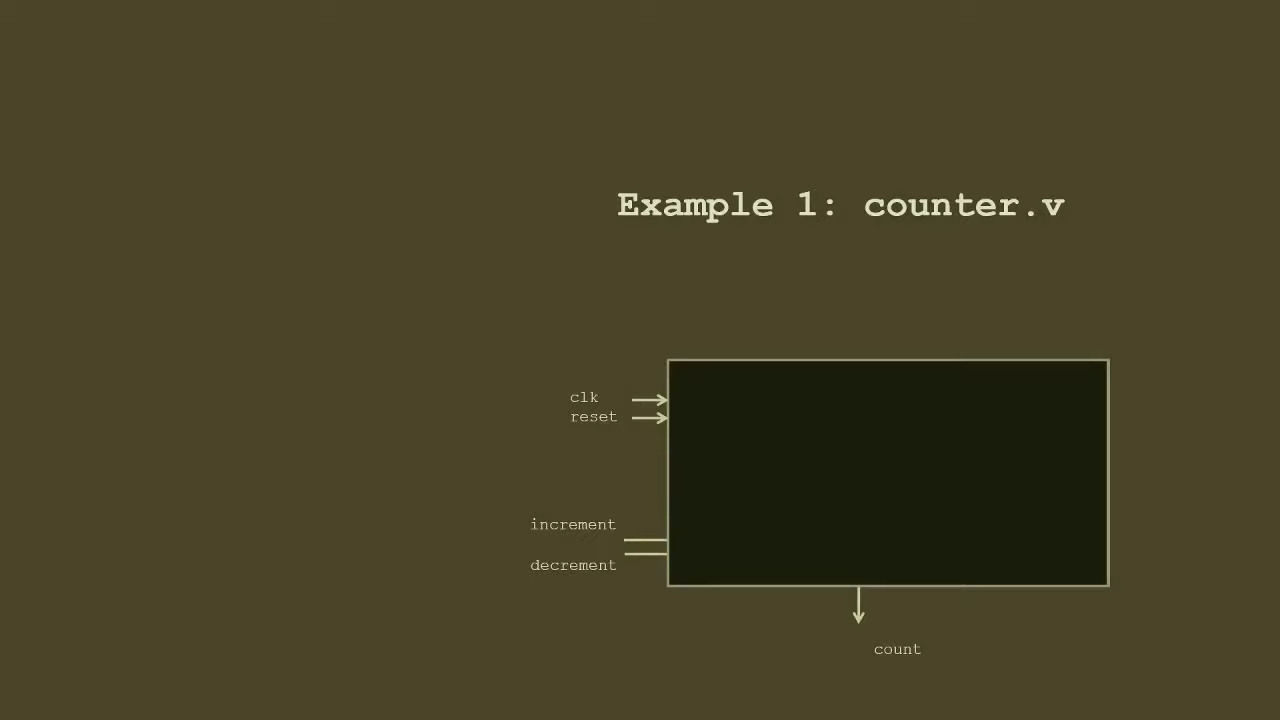 Example 1: counter.v
clk
reset
increment
decrement
count